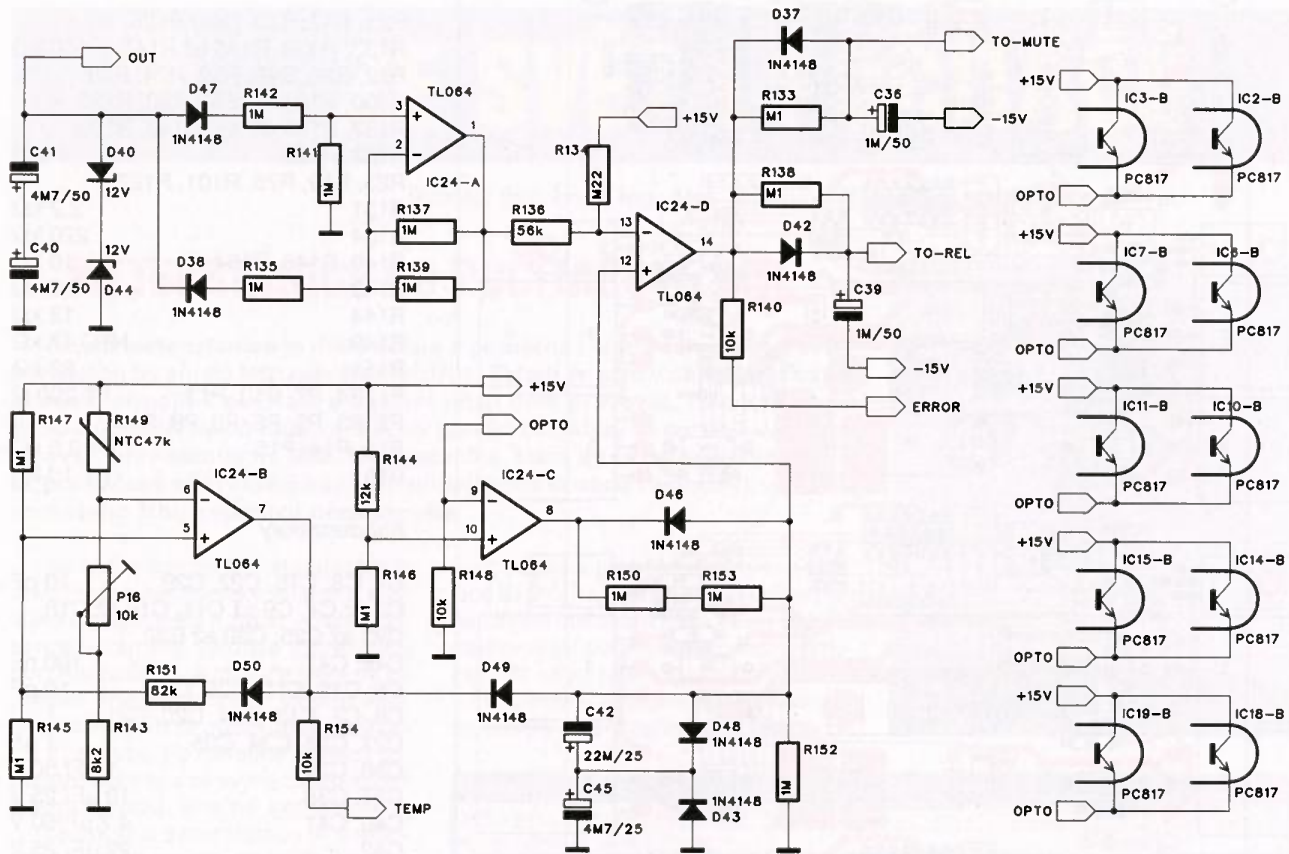 OUT
D47
1N4148
R142
1M
TL064
3
+
2
−
1
IC24-A
R141
1M
C41
4M7/50
D40
12V
12V
D44
C40
4M7/50
D38
1N4148
R135
1M
R137
1M
R139
1M
R136
56k
+15V
R134
M22
IC24-D
13
−
12
+
14
TL064
D37
1N4148
TO-MUTE
R133
M1
C36
+
1M/50
-15V
R138
M1
D42
1N4148
TO-REL
C39
+
1M/50
R140
10k
-15V
ERROR
+15V
OPTO
R147
M1
R149
NTC47k
IC24-B
6
−
5
+
7
TL064
P16
10k
R144
12k
IC24-C
9
−
10
+
8
TL064
R146
M1
R148
10k
D46
1N4148
R150
1M
R153
1M
R151
82k
D50
1N4148
D49
1N4148
R145
M1
R143
8k2
R154
10k
TEMP
C42
+
22M/25
D48
1N4148
C45
+
4M7/25
1N4148
D43
R152
1M
+15V
IC3-B
IC2-B
OPTO
PC817
PC817
+15V
IC7-B
IC6-B
OPTO
PC817
PC817
+15V
IC11-B
IC10-B
OPTO
PC817
PC817
+15V
IC15-B
IC14-B
OPTO
PC817
PC817
+15V
IC19-B
IC18-B
OPTO
PC817
PC817